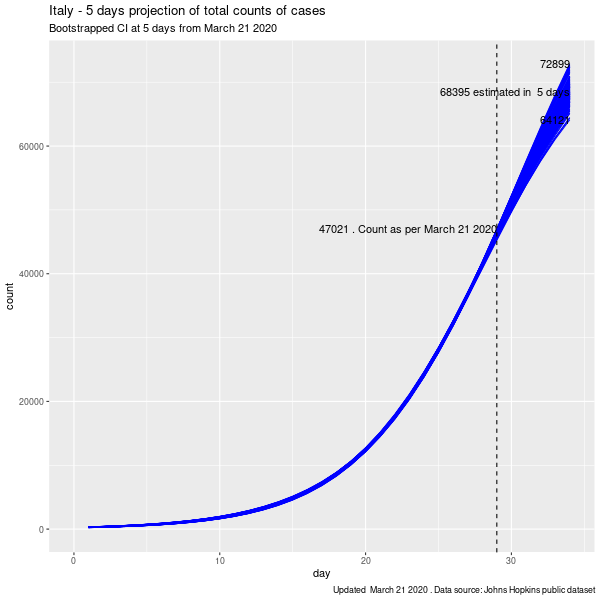 Italy - 5 days projection of total counts of cases
Bootstrapped CI at 5 days from March 21 2020
72899
68395 estimated in 5 days
47021 . Count as per March 21 2020
60000
40000
20000
0
count
0 10 20 30
day
Updated March 21 2020 . Data source: Johns Hopkins public dataset